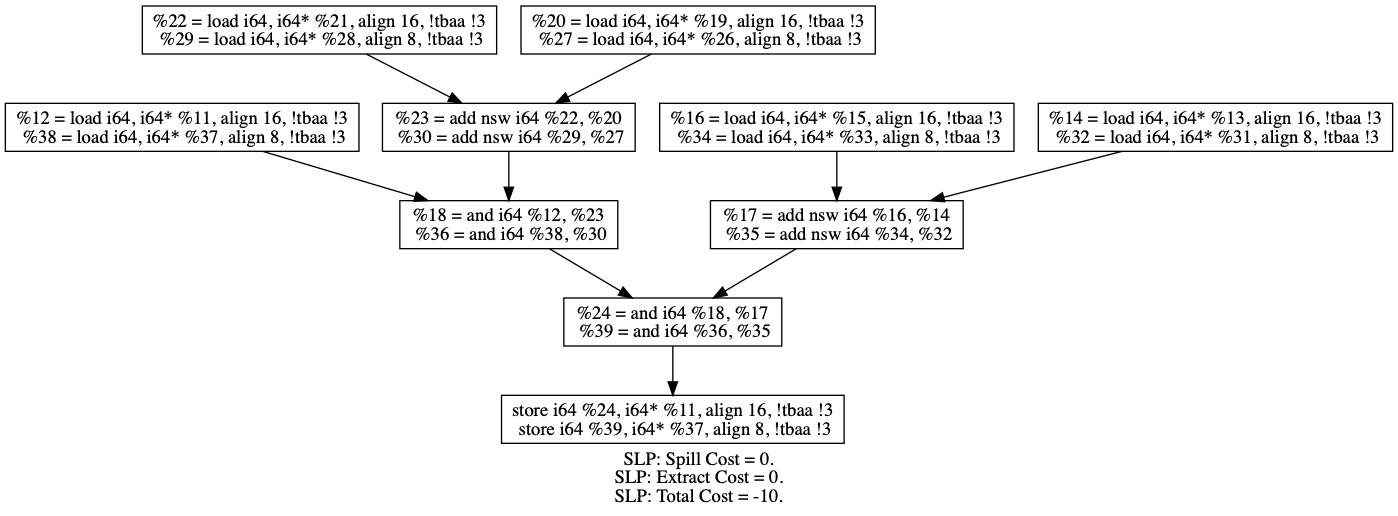 %22 = load i64, i64* %21, align 16, !tbaa !3
%29 = load i64, i64* %28, align 8, !tbaa !3
%20 = load i64, i64* %19, align 16, !tbaa !3
%27 = load i64, i64* %26, align 8, !tbaa !3
%12 = load i64, i64* %11, align 16, !tbaa !3
%38 = load i64, i64* %37, align 8, !tbaa !3
%23 = add nsw i64 %22, %20
%30 = add nsw i64 %29, %27
%16 = load i64, i64* %15, align 16, !tbaa !3
%34 = load i64, i64* %33, align 8, !tbaa !3
%14 = load i64, i64* %13, align 16, !tbaa !3
%32 = load i64, i64* %31, align 8, !tbaa !3
%18 = and i64 %12, %23
%36 = and i64 %38, %30
%17 = add nsw i64 %16, %14
%35 = add nsw i64 %34, %32
%24 = and i64 %18, %17
%39 = and i64 %36, %35
store i64 %24, i64* %11, align 16, !tbaa !3
store i64 %39, i64* %37, align 8, !tbaa !3
SLP: Spill Cost = 0.
SLP: Extract Cost = 0.
SLP: Total Cost = -10.